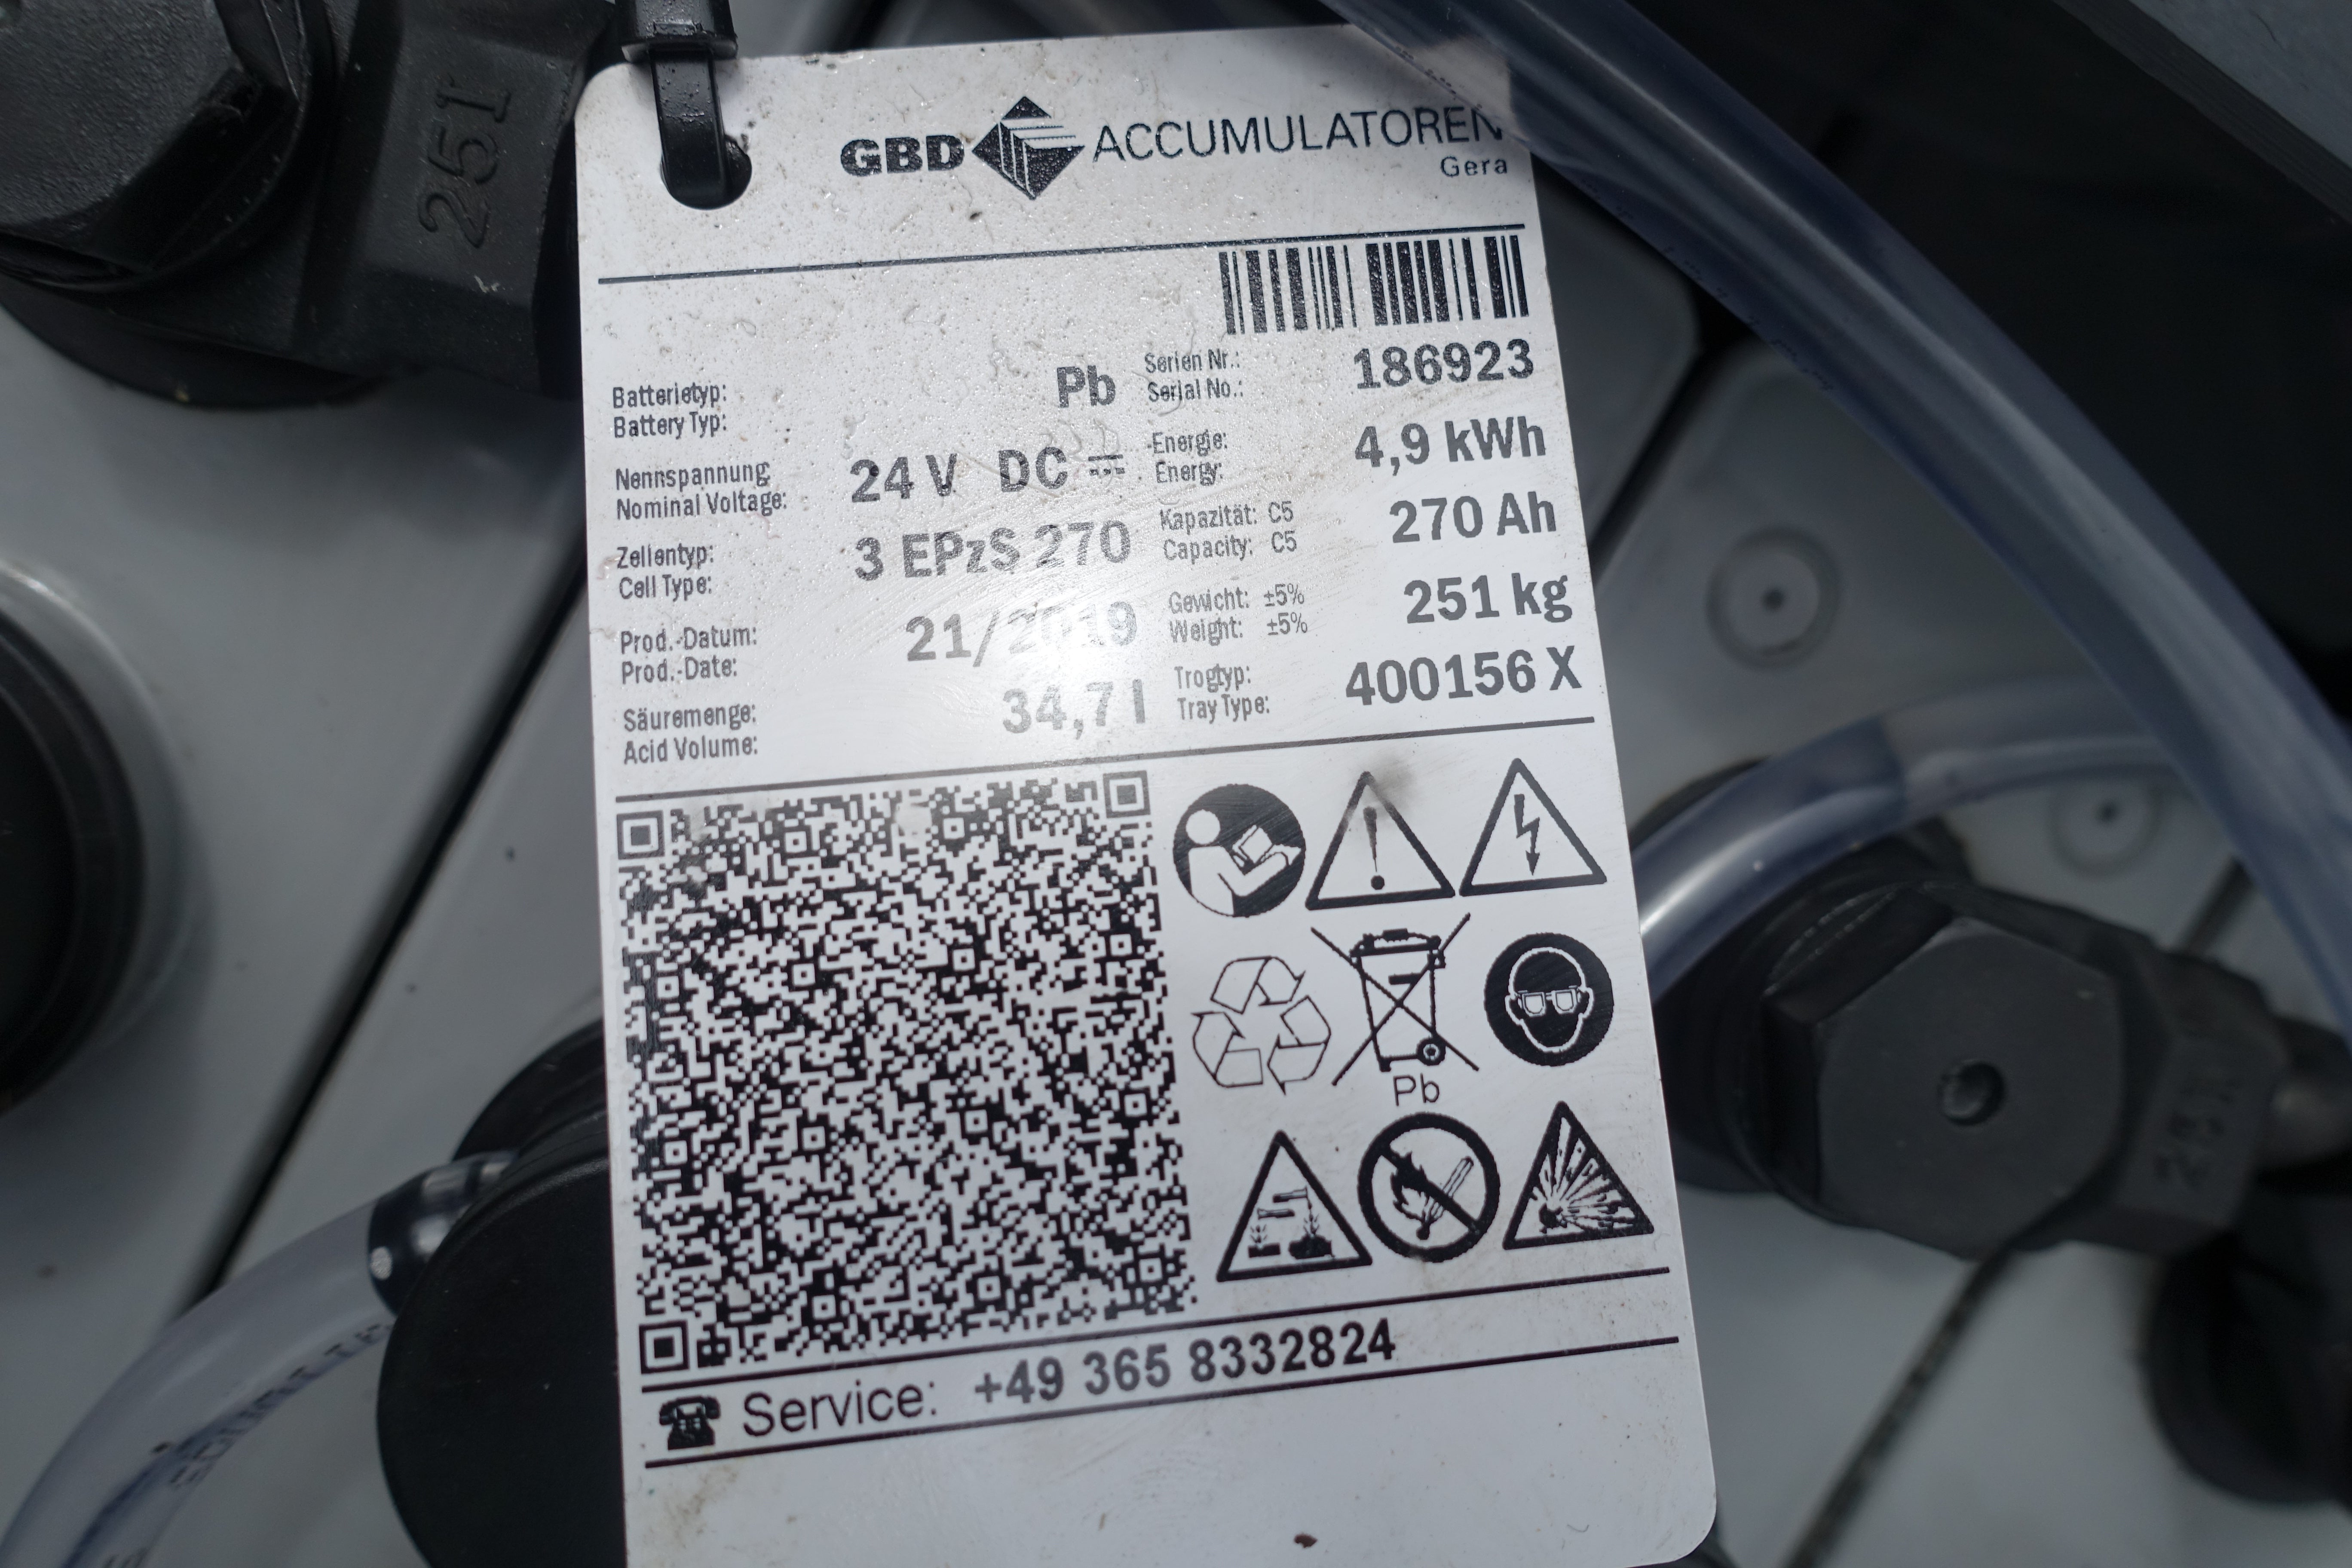 251
GBD ACCUMULATOREN
Gera
Batterietyp:
Battery Typ:
Pb
Serien Nr.:
Serial No.:
186923
Nennspannung
Nominal Voltage:
24 V DC
Energie:
Energy:
4,9 kWh
Zellentyp:
Cell Type:
3 EPzS 270
Kapazität: C5
Capacity: C5
270 Ah
Prod.-Datum:
Prod.-Date:
21/2019
Gewicht: ±5%
Weight: ±5%
251 kg
Säuremenge:
Acid Volume:
34,7 l
Trogtyp:
Tray Type:
400156 X
Pb
Service: +49 365 8332824